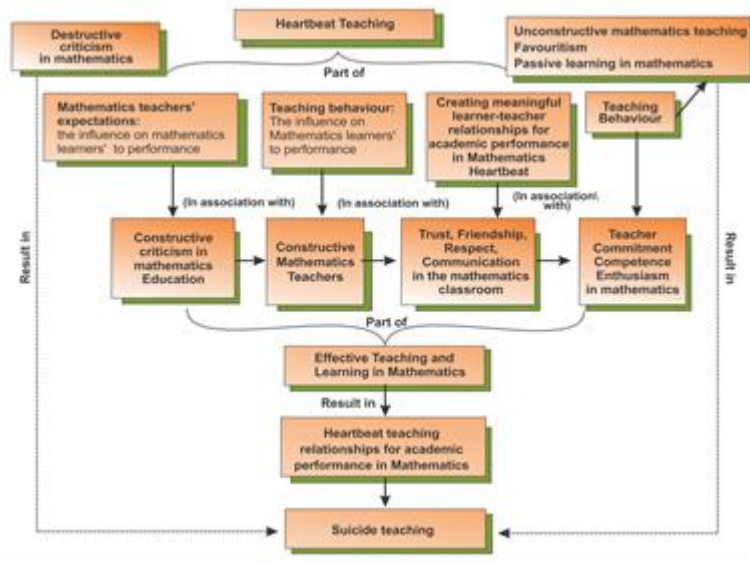 Destructive
criticism
in mathematics
Heartbeat Teaching
Unconstructive mathematics teaching
Favouritism
Passive learning in mathematics
Part of
Mathematics teachers'
expectations:
the influence on mathematics
learners' to performance
Teaching behaviour:
The influence on
Mathematics learners'
to performance
Creating meaningful
learner-teacher
relationships for
academic performance
in Mathematics
Heartbeat
Teaching
Behaviour
(In association with)
(In association with)
(In association\
with)
Result in
Constructive
criticism in
mathematics
Education
Constructive
Mathematics
Teachers
Trust, Friendship,
Respect,
Communication
in the mathematics
classroom
Teacher
Commitment
Competence
Enthusiasm
in mathematics
Result in
Part of
Effective Teaching and
Learning in Mathematics
Result in
Heartbeat teaching
relationships for academic
performance in Mathematics
Suicide teaching